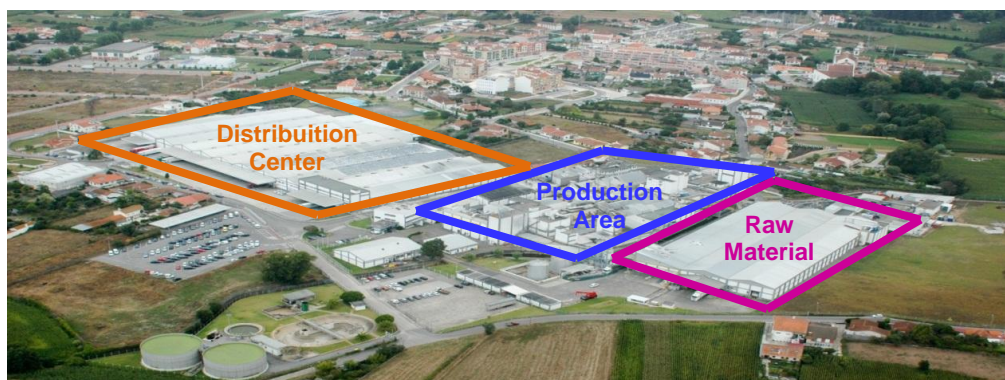 Distribuition
Center
Production
Area
Raw
Material